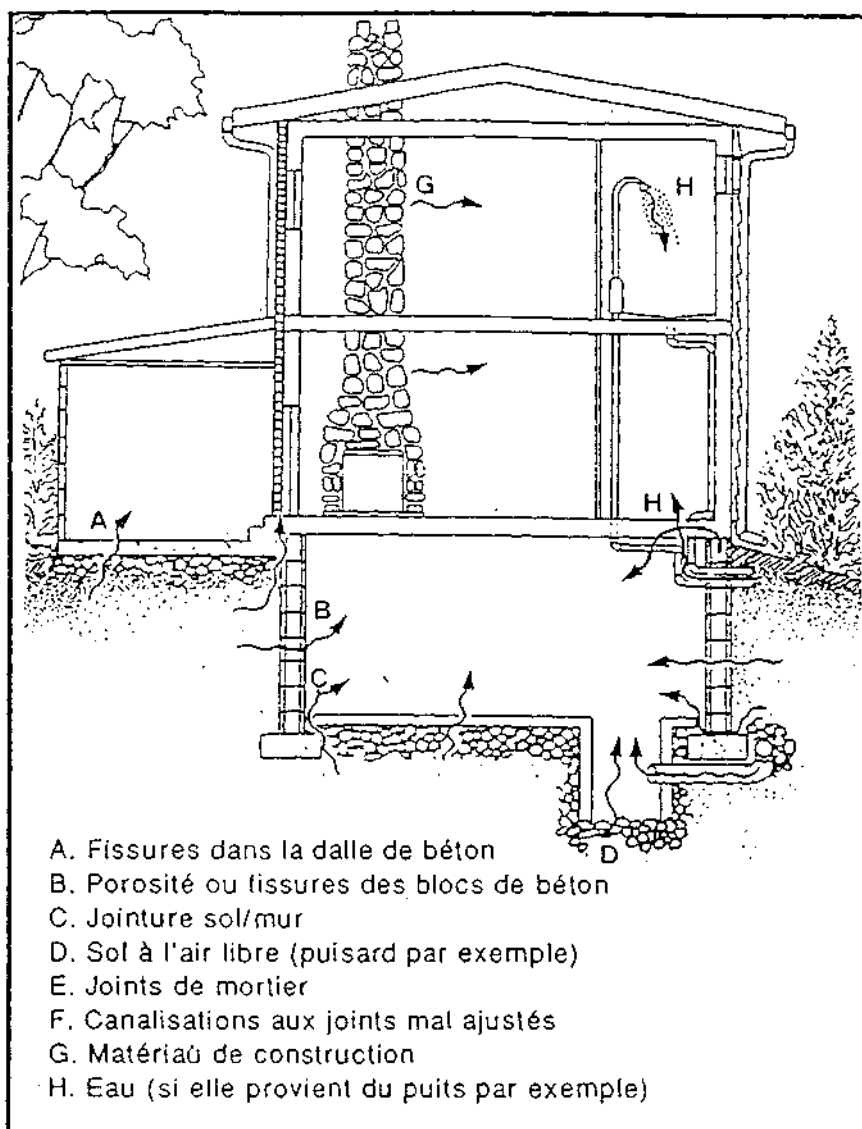 G
H
A
H
B
C
D
A. Fissures dans la dalle de béton
B. Porosité ou fissures des blocs de béton
C. Jointure sol/mur
D. Sol à l'air libre (puisard par exemple)
E. Joints de mortier
F. Canalisations aux joints mal ajustés
G. Matériaù de construction
H. Eau (si elle provient du puits par exemple)